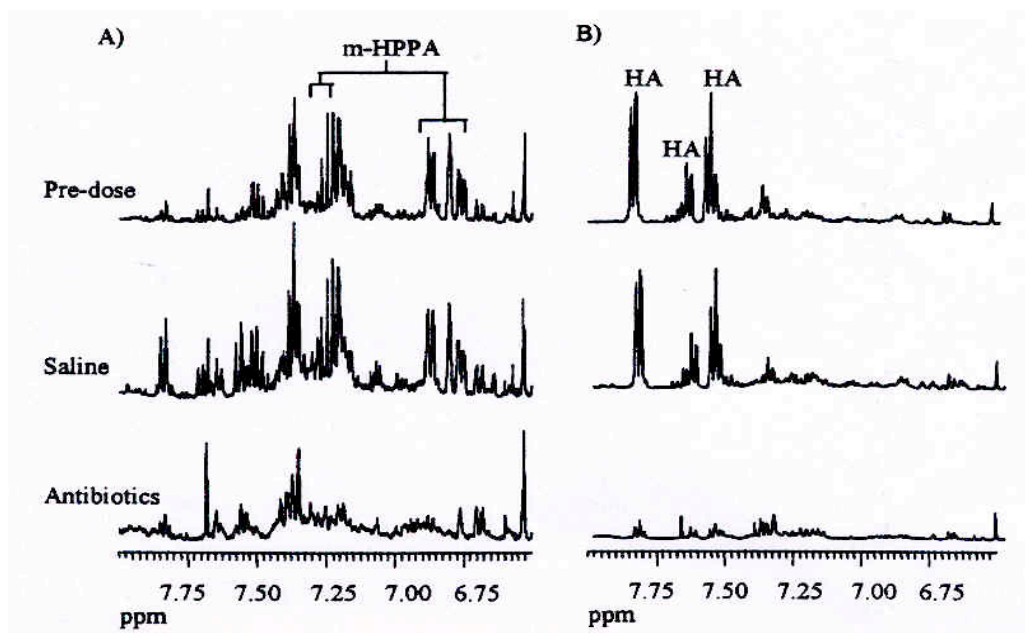 A)
m-HPPA
Pre-dose
Saline
Antibiotics
7.75 7.50 7.25 7.00 6.75
ppm
B)
HA HA
HA
7.75 7.50 7.25 7.00 6.75
ppm